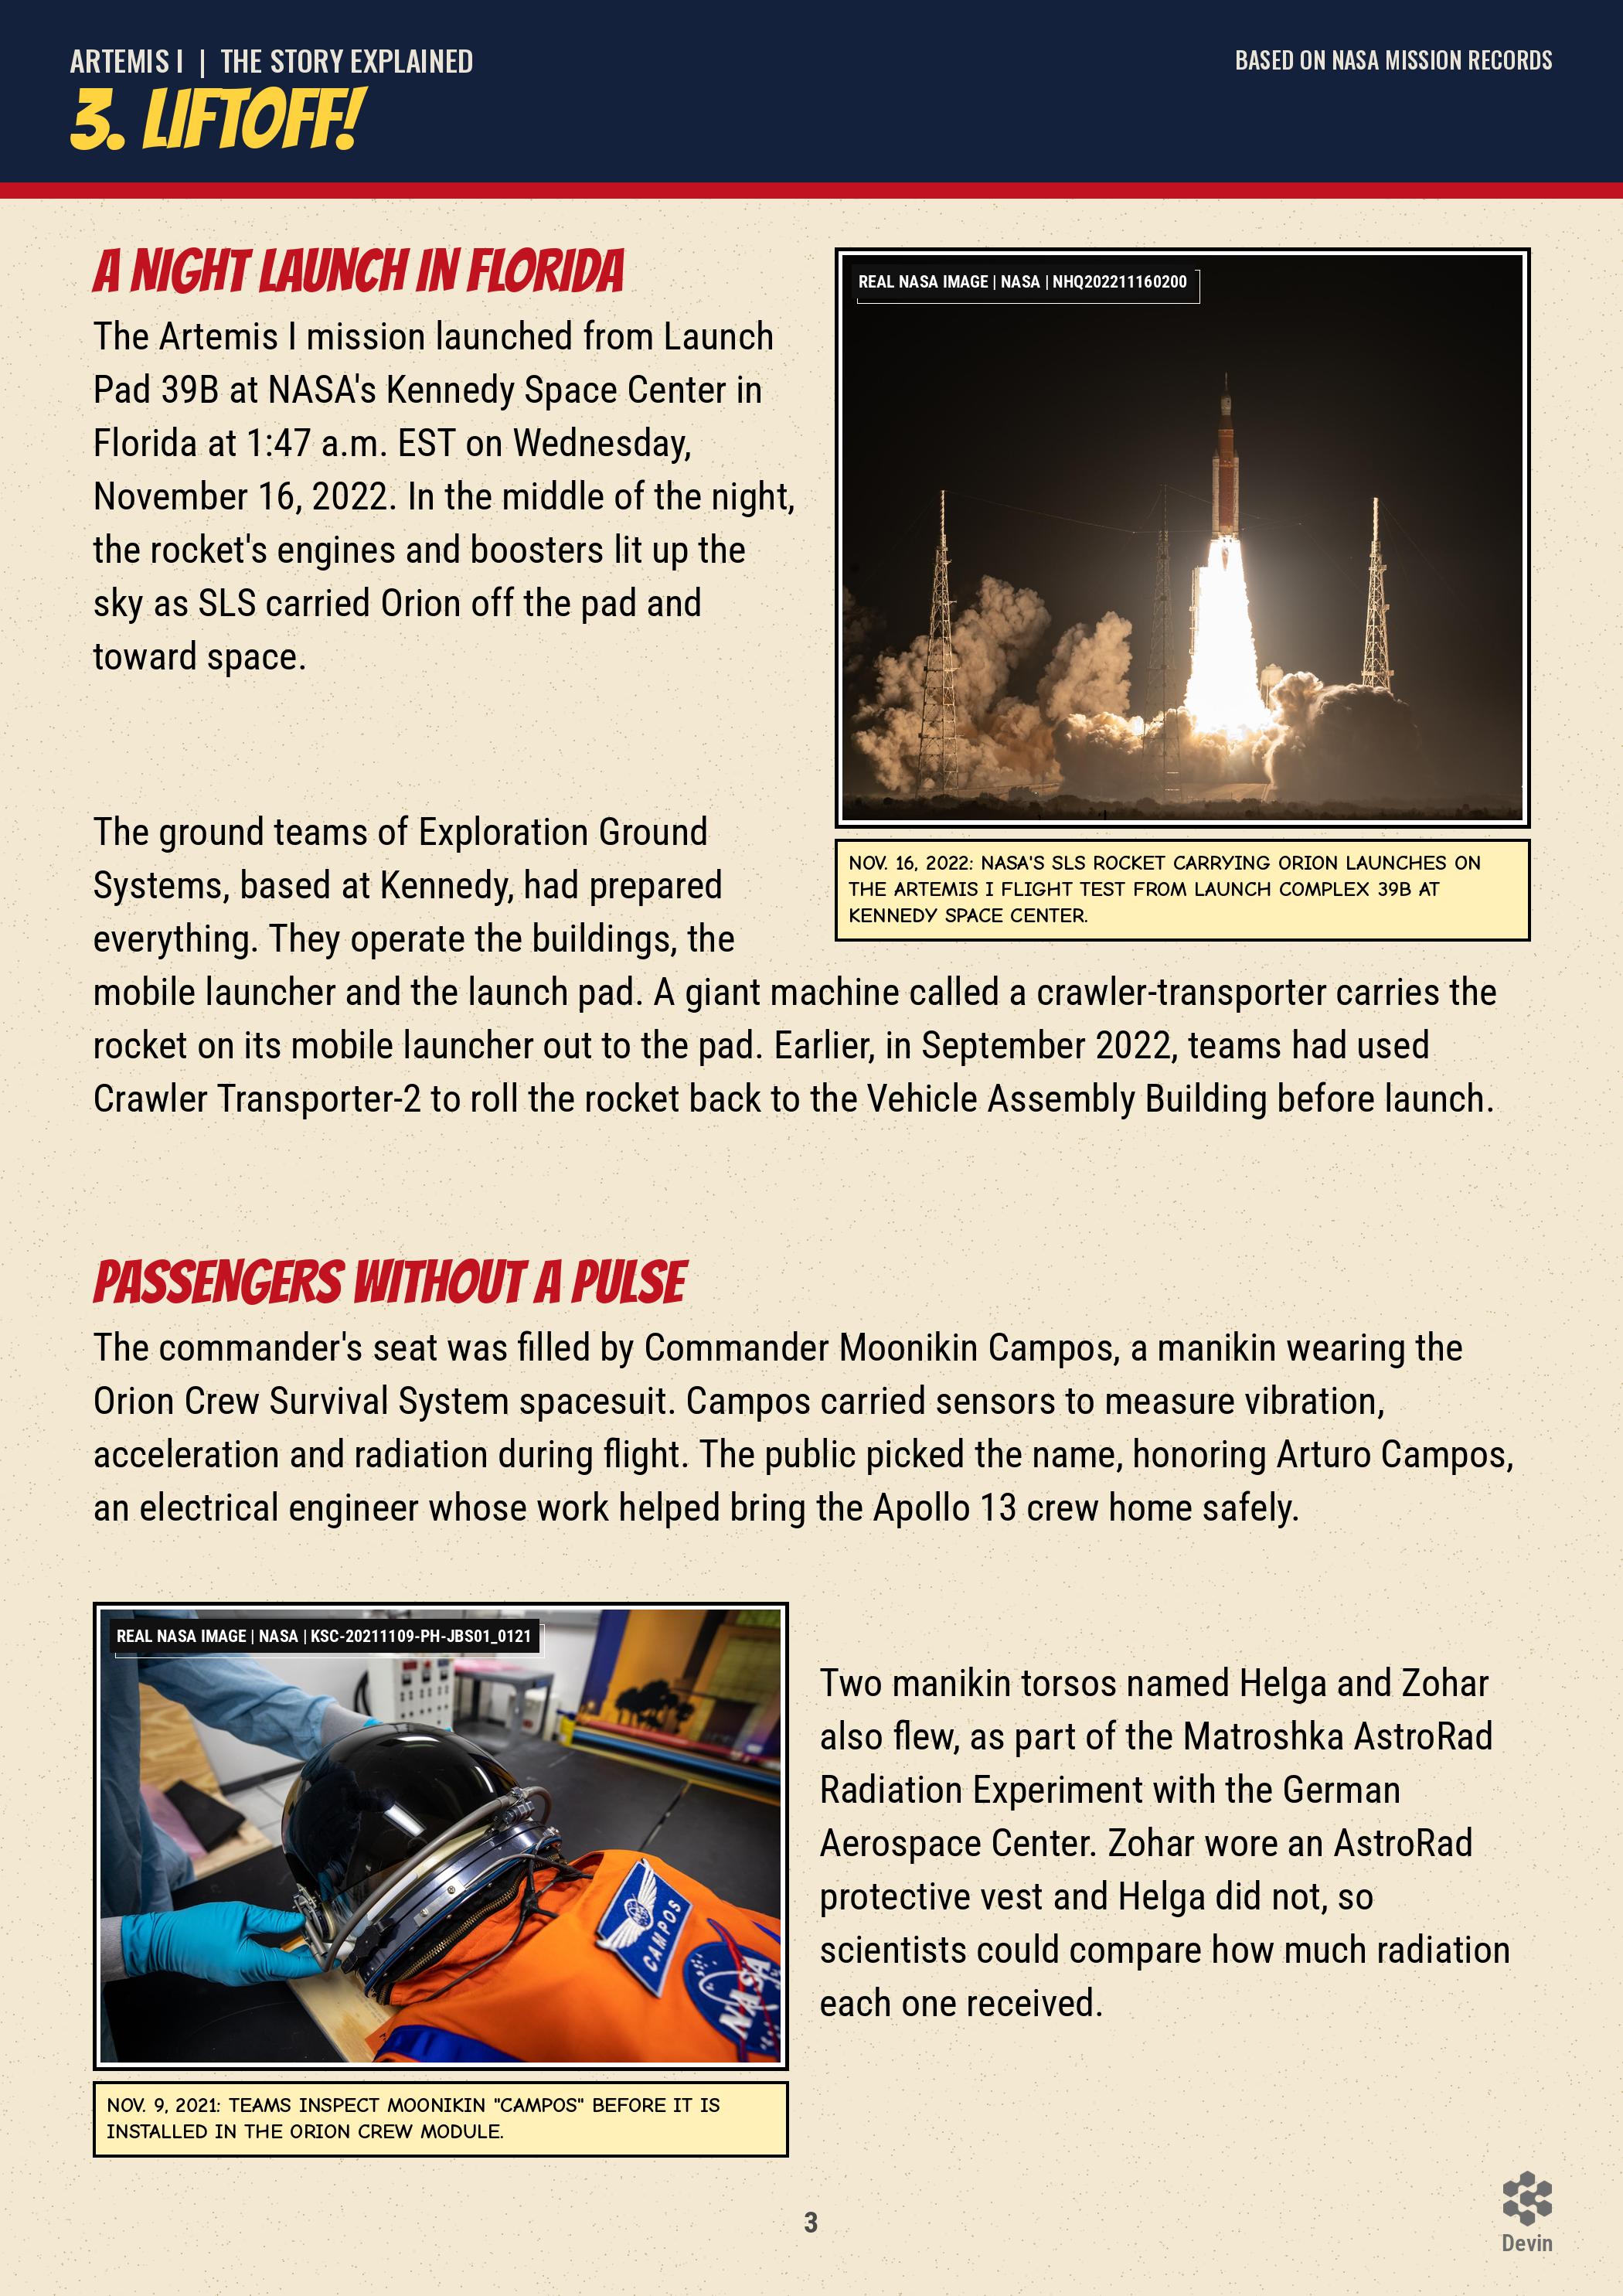 ARTEMIS I | THE STORY EXPLAINED
BASED ON NASA MISSION RECORDS
3. LIFTOFF!
A NIGHT LAUNCH IN FLORIDA
The Artemis I mission launched from Launch
Pad 39B at NASA's Kennedy Space Center in
Florida at 1:47 a.m. EST on Wednesday,
November 16, 2022. In the middle of the night,
the rocket's engines and boosters lit up the
sky as SLS carried Orion off the pad and
toward space.
REAL NASA IMAGE | NASA | NHQ202211160200
NOV. 16, 2022: NASA'S SLS ROCKET CARRYING ORION LAUNCHES ON
THE ARTEMIS I FLIGHT TEST FROM LAUNCH COMPLEX 39B AT
KENNEDY SPACE CENTER.
The ground teams of Exploration Ground
Systems, based at Kennedy, had prepared
everything. They operate the buildings, the
mobile launcher and the launch pad. A giant machine called a crawler-transporter carries the
rocket on its mobile launcher out to the pad. Earlier, in September 2022, teams had used
Crawler Transporter-2 to roll the rocket back to the Vehicle Assembly Building before launch.
PASSENGERS WITHOUT A PULSE
The commander's seat was filled by Commander Moonikin Campos, a manikin wearing the
Orion Crew Survival System spacesuit. Campos carried sensors to measure vibration,
acceleration and radiation during flight. The public picked the name, honoring Arturo Campos,
an electrical engineer whose work helped bring the Apollo 13 crew home safely.
REAL NASA IMAGE | NASA | KSC-20211109-PH-JBS01_0121
CAMPOS
NASA
NOV. 9, 2021: TEAMS INSPECT MOONIKIN "CAMPOS" BEFORE IT IS
INSTALLED IN THE ORION CREW MODULE.
Two manikin torsos named Helga and Zohar
also flew, as part of the Matroshka AstroRad
Radiation Experiment with the German
Aerospace Center. Zohar wore an AstroRad
protective vest and Helga did not, so
scientists could compare how much radiation
each one received.
3
Devin